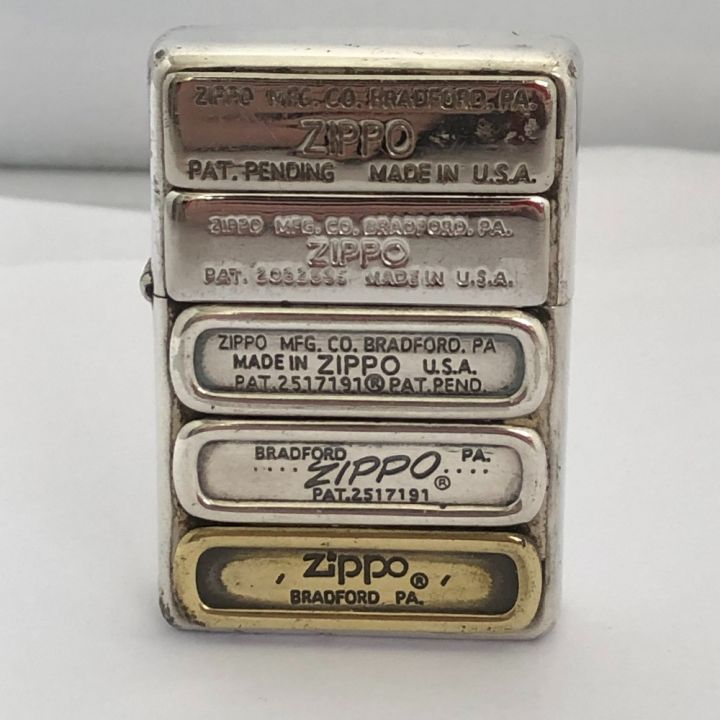 ZIPPO MFG. CO. BRADFORD. PA.
ZIPPO
PAT. PENDING MADE IN U.S.A.
ZIPPO MFG. CO. BRADFORD. PA.
ZIPPO
PAT. 2032695 MADE IN U.S.A.
ZIPPO MFG. CO. BRADFORD. PA
MADE IN ZIPPO U.S.A.
PAT.2517191® PAT.PEND.
BRADFORD PA.
.... ZIPPO® ....
PAT.2517191
, Zippo® ,
BRADFORD PA.